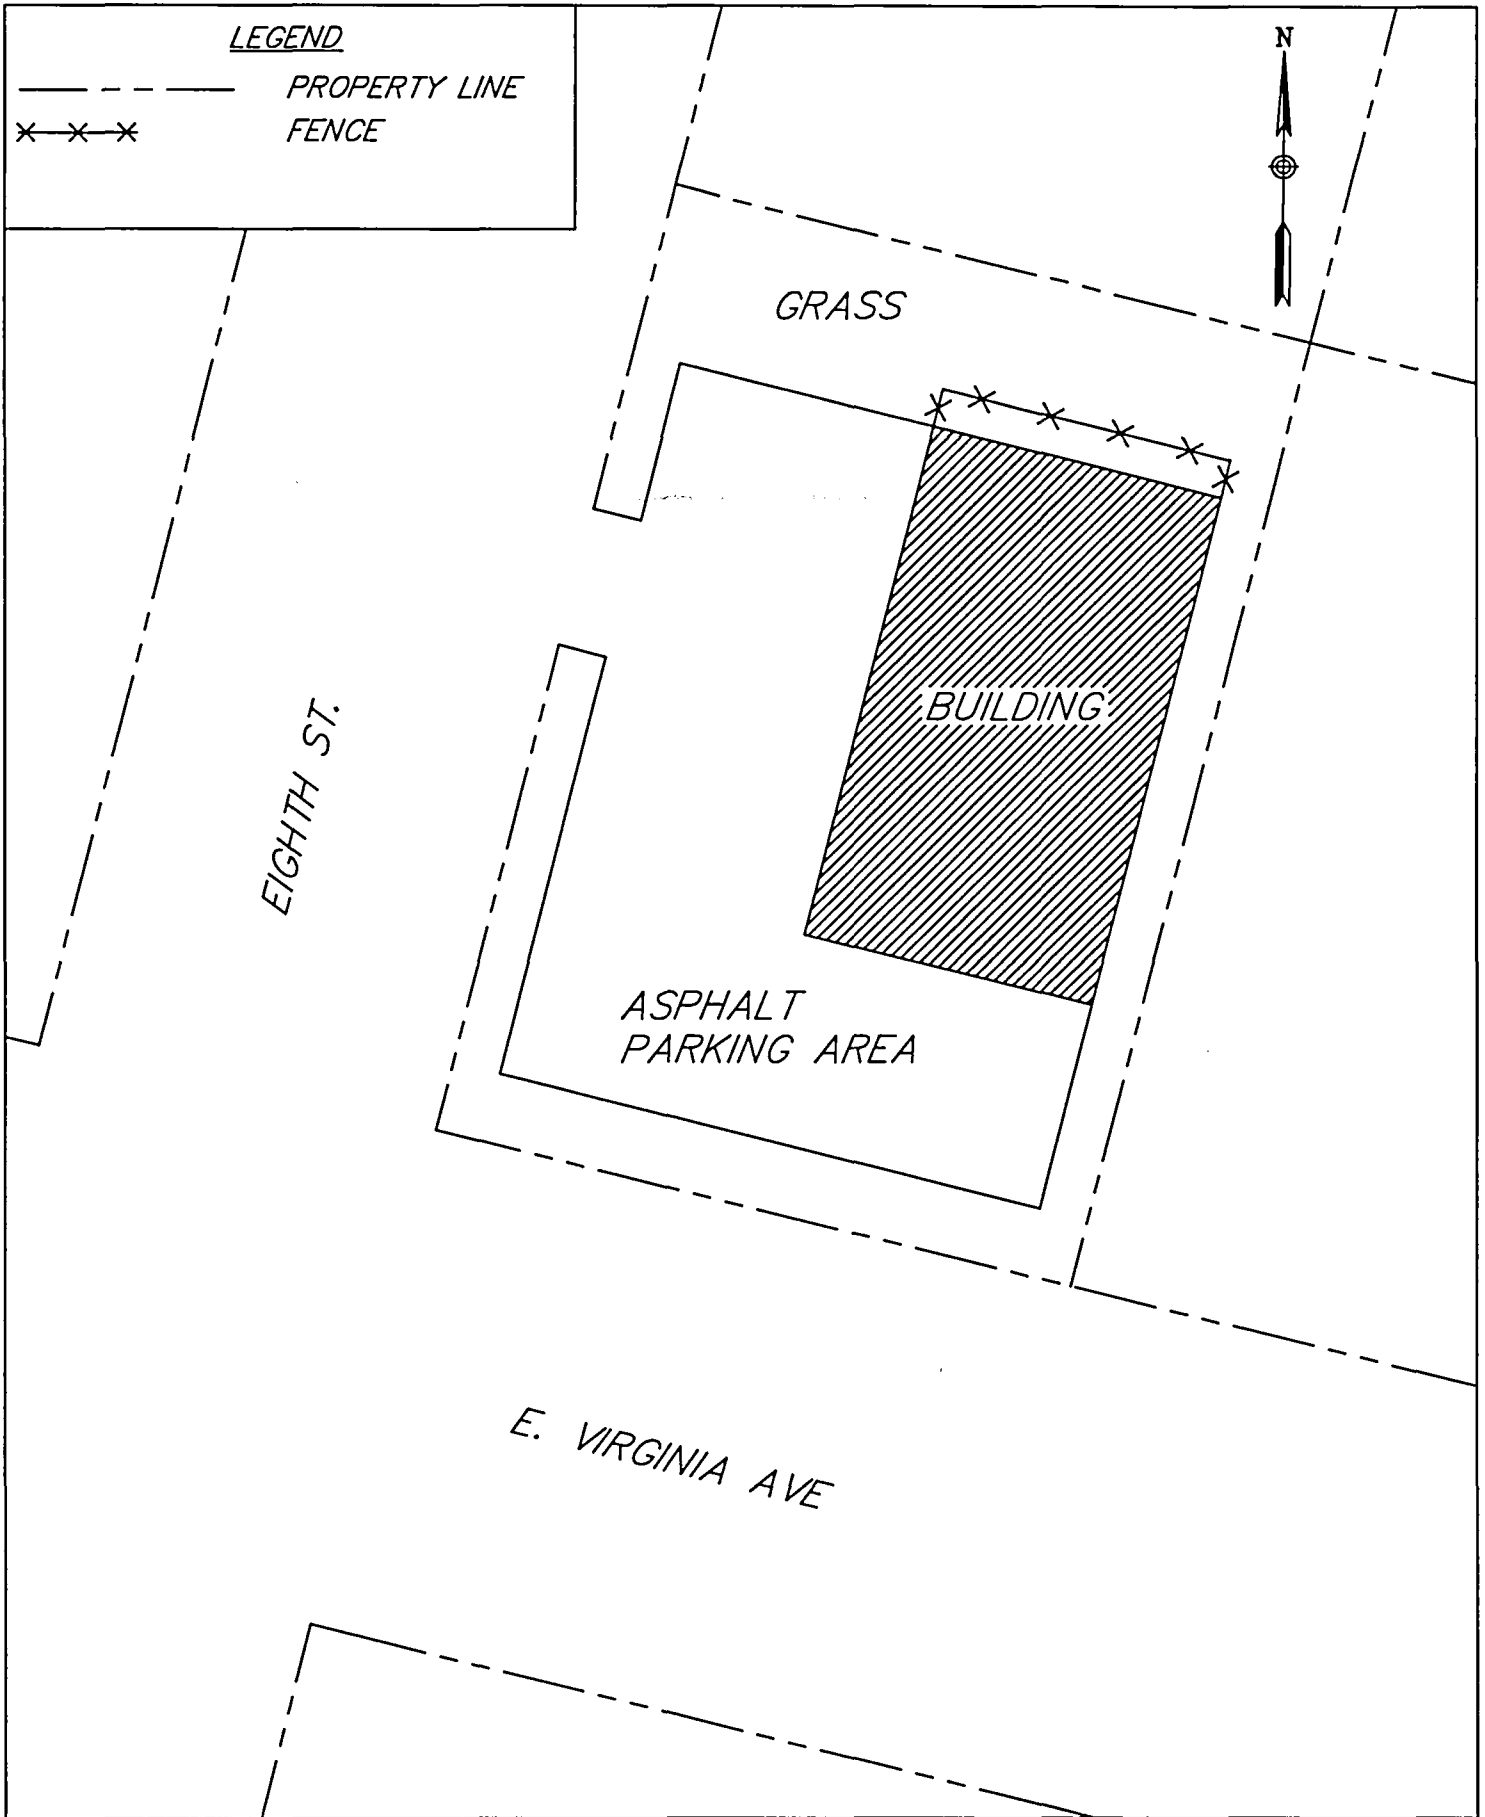 LEGEND
PROPERTY LINE
FENCE
N
GRASS
BUILDING
EIGHTH ST.
ASPHALT
PARKING AREA
E. VIRGINIA AVE